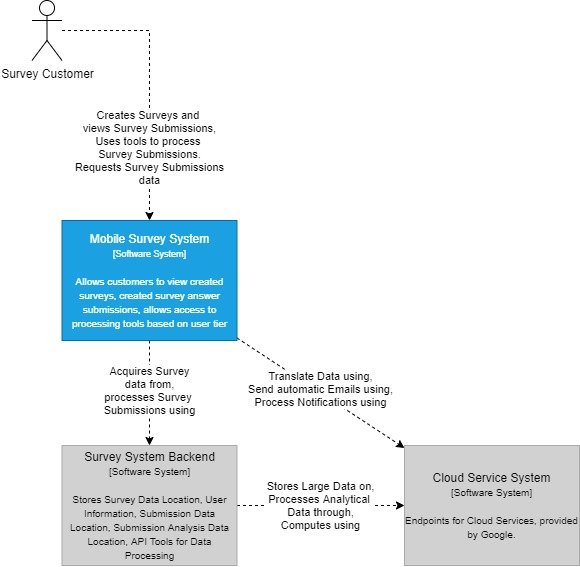 Survey Customer
Creates Surveys and
views Survey Submissions,
Uses tools to process
Survey Submissions.
Requests Survey Submissions
data
Mobile Survey System
[Software System]
Allows customers to view created
surveys, created survey answer
submissions, allows access to
processing tools based on user tier
Acquires Survey
data from,
processes Survey
Submissions using
Translate Data using,
Send automatic Emails using,
Process Notifications using
Survey System Backend
[Software System]
Stores Survey Data Location, User
Information, Submission Data
Location, Submission Analysis Data
Location, API Tools for Data
Processing
Stores Large Data on,
Processes Analytical
Data through,
Computes using
Cloud Service System
[Software System]
Endpoints for Cloud Services, provided
by Google.